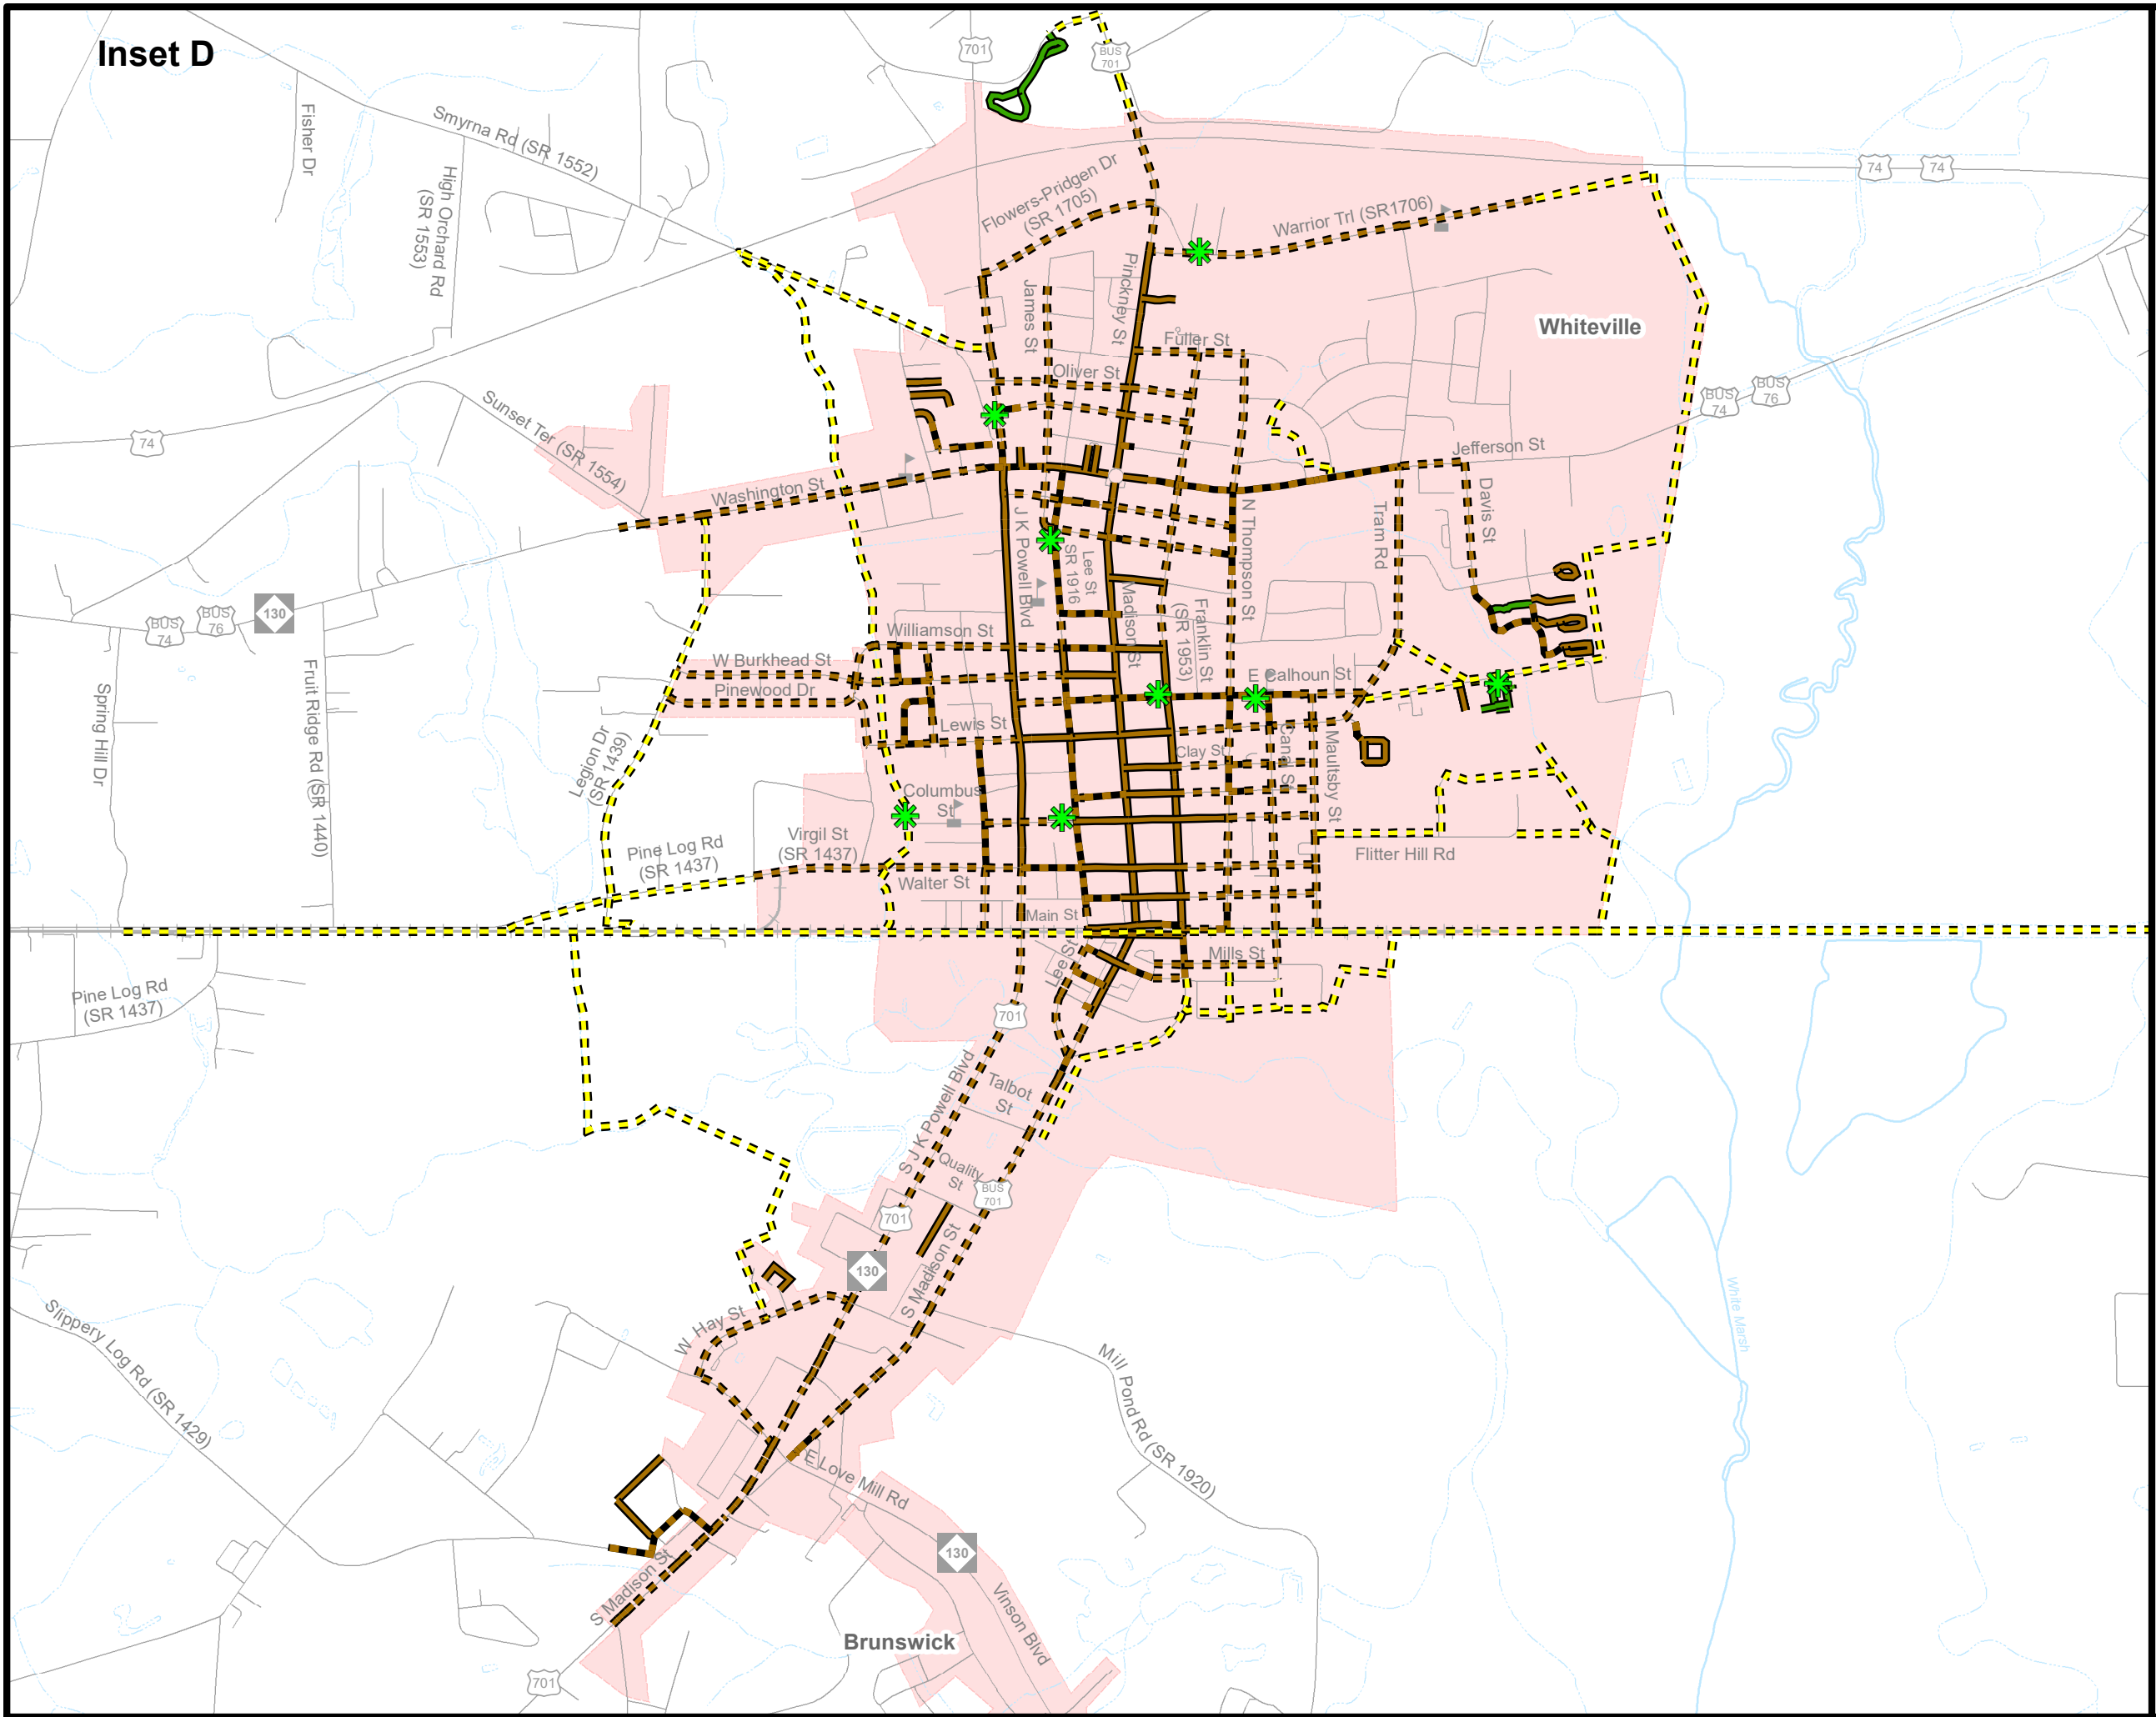 Inset D
701
BUS
701
Fisher Dr
Smyrna Rd (SR 1552)
High Orchard Rd
(SR 1553)
74
74
Flowers-Pridgen Dr
(SR 1705)
Warrior Trl (SR1706)
Pinckney St
James St
Fuller St
Whiteville
Oliver St
Sunset Ter (SR 1554)
BUS
74
BUS
76
74
Jefferson St
Washington St
Davis St
Tram Rd
N Thompson St
J K Powell Blvd
SR 1916
Lee St
Madison St
Franklin St
(SR 1953)
BUS
74
BUS
76
130
Williamson St
W Burkhead St
Pinewood Dr
E Calhoun St
Spring Hill Dr
Fruit Ridge Rd (SR 1440)
Legion Dr
(SR 1439)
Lewis St
Clay St
Canal St
Maultsby St
Columbus
St
Virgil St
(SR 1437)
Pine Log Rd
(SR 1437)
Flitter Hill Rd
Walter St
Main St
Lee St
Mills St
Pine Log Rd
(SR 1437)
701
S J K Powell Blvd
Talbot
St
Quality
St
BUS
701
701
S Madison St
130
W Hay St
White Marsh
Slippery Log Rd (SR 1429)
Mill Pond Rd (SR 1920)
E Love Mill Rd
130
S Madison St
Vinson Blvd
Brunswick
701